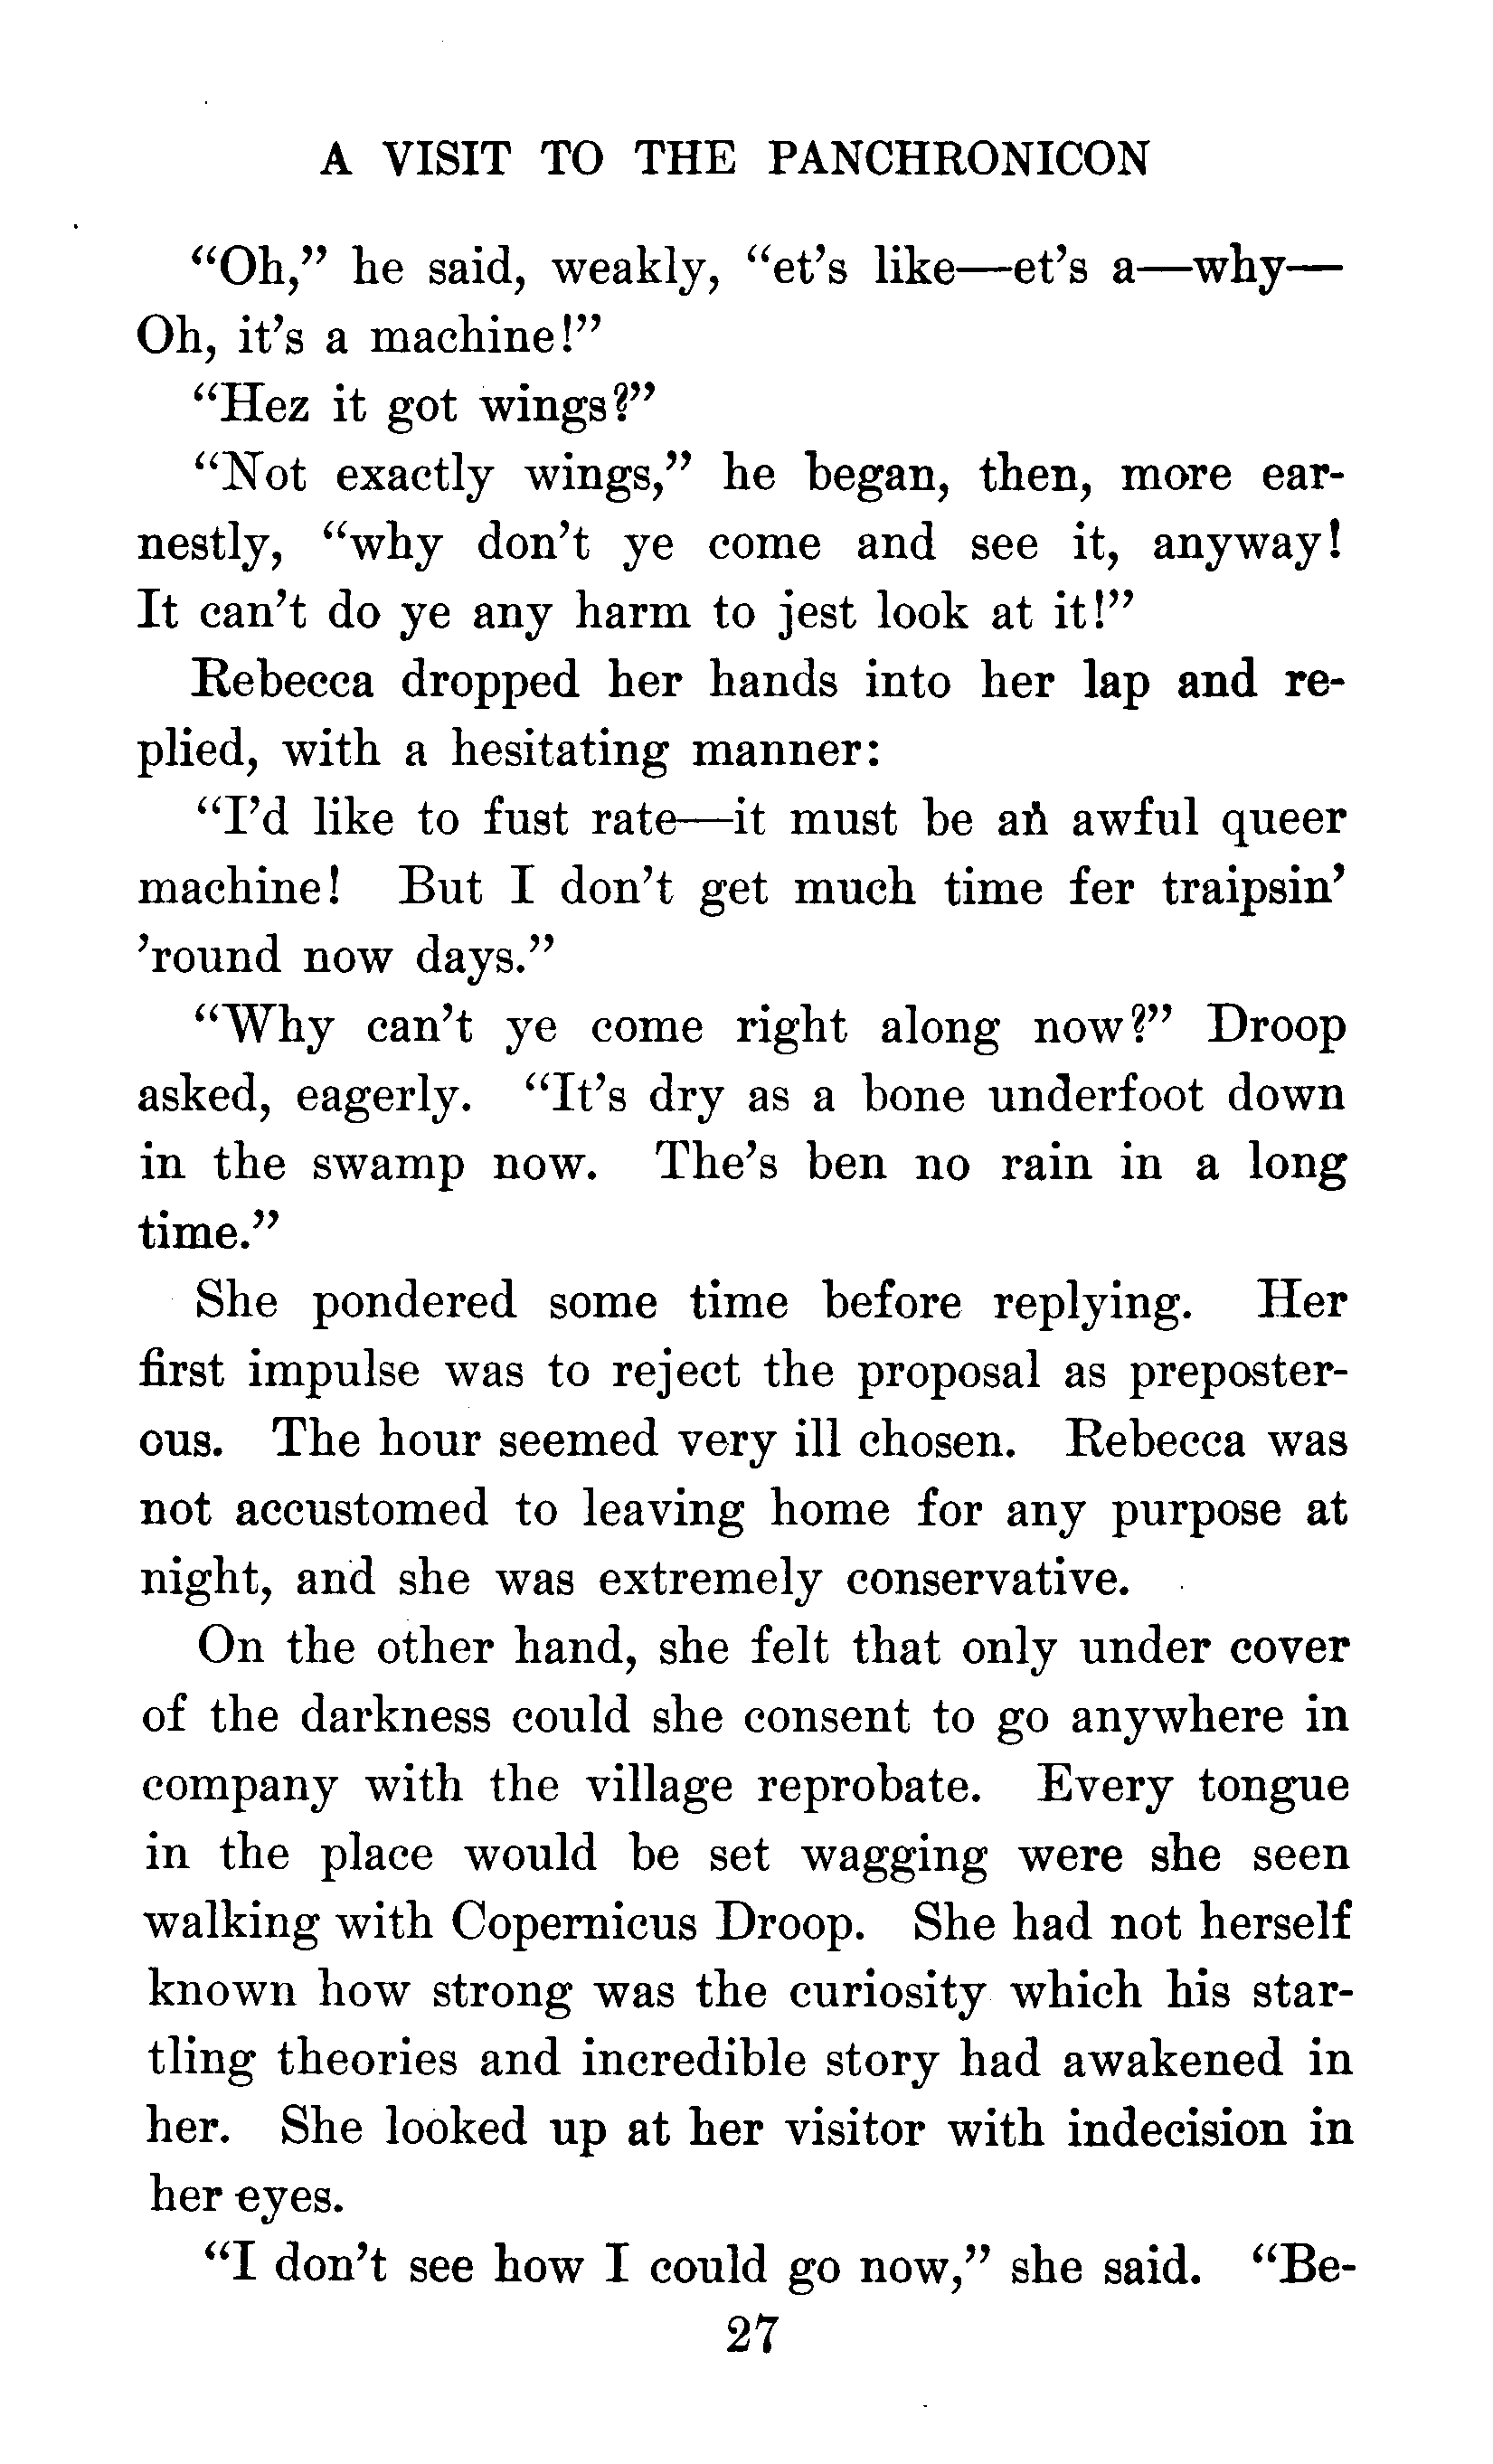 A VISIT TO THE PANCHRONICON
“Oh,” he said, weakly, “et’s like—et’s a—why—
Oh, it’s a machine!”
“Hez it got wings?”
“Not exactly wings,” he began, then, more ear-
nestly, “why don’t ye come and see it, anyway!
It can’t do ye any harm to jest look at it!”
Rebecca dropped her hands into her lap and re-
plied, with a hesitating manner:
“I’d like to fust rate—it must be an awful queer
machine! But I don’t get much time fer traipsin’
’round now days.”
“Why can’t ye come right along now?” Droop
asked, eagerly. “It’s dry as a bone underfoot down
in the swamp now. The’s ben no rain in a long
time.”
She pondered some time before replying. Her
first impulse was to reject the proposal as preposter-
ous. The hour seemed very ill chosen. Rebecca was
not accustomed to leaving home for any purpose at
night, and she was extremely conservative.
On the other hand, she felt that only under cover
of the darkness could she consent to go anywhere in
company with the village reprobate. Every tongue
in the place would be set wagging were she seen
walking with Copernicus Droop. She had not herself
known how strong was the curiosity which his star-
tling theories and incredible story had awakened in
her. She looked up at her visitor with indecision in
her eyes.
“I don’t see how I could go now,” she said. “Be-
27